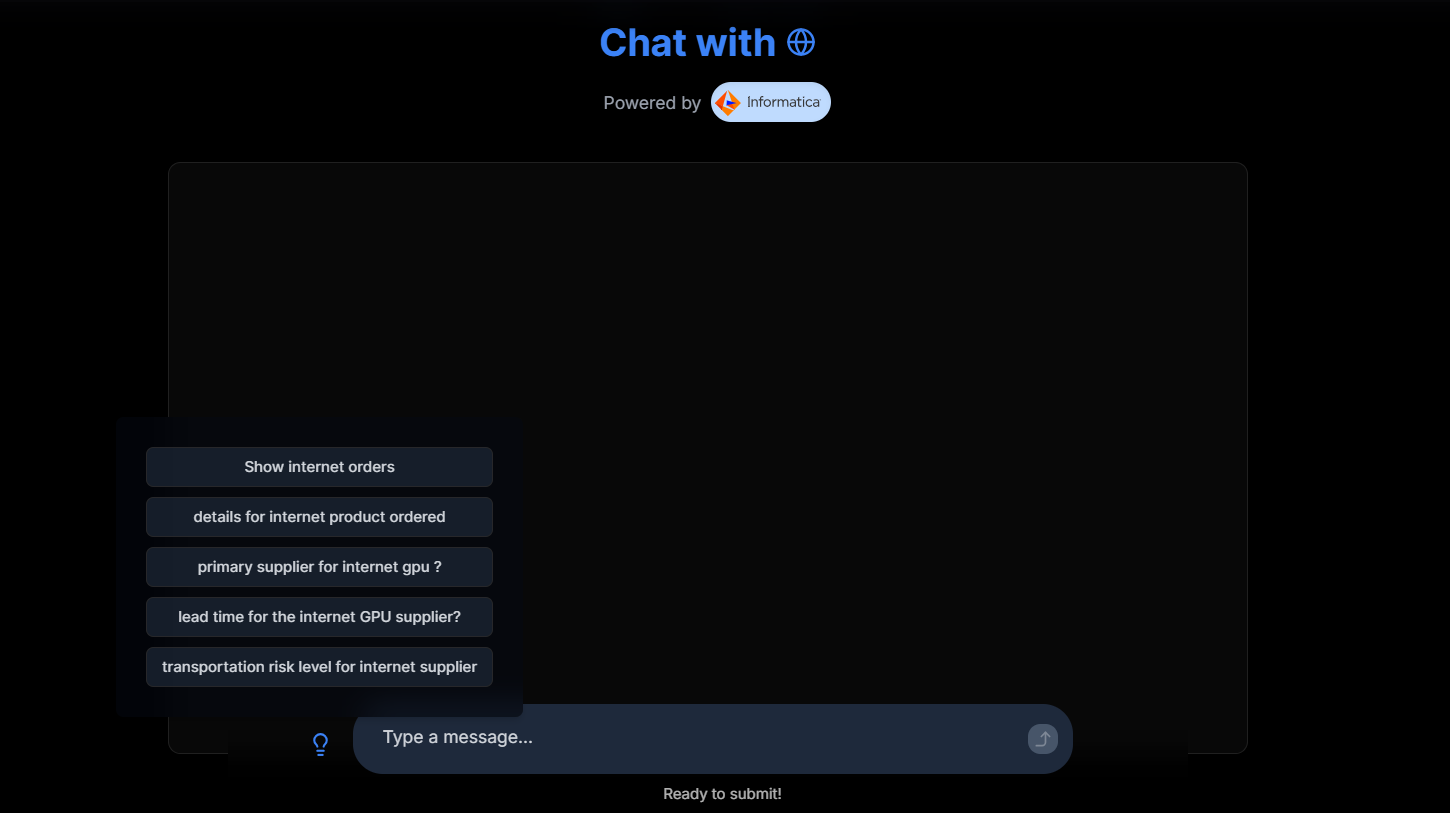 Chat with
Powered by Informatica
Show internet orders
details for internet product ordered
primary supplier for internet gpu ?
lead time for the internet GPU supplier?
transportation risk level for internet supplier
Type a message...
Ready to submit!